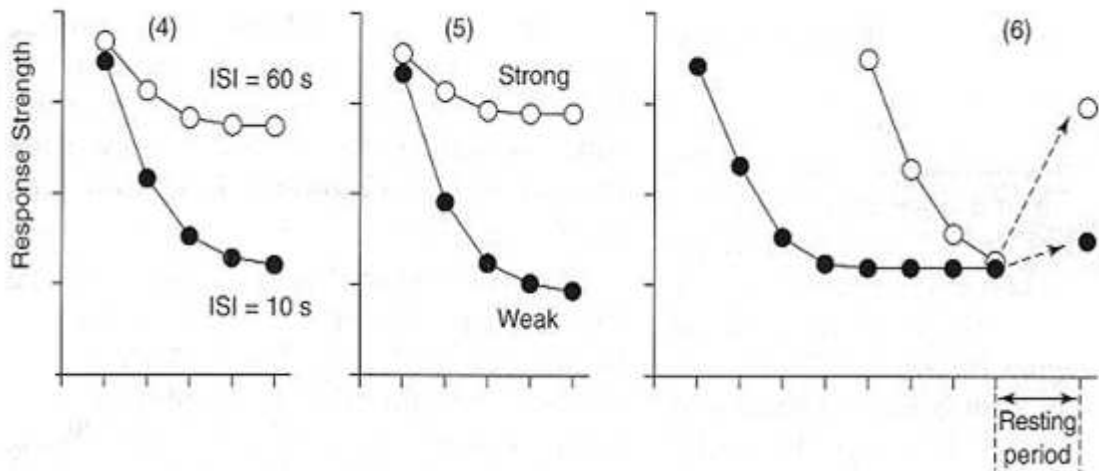 Response Strength
(4)
ISI = 60 s
ISI = 10 s
(5)
Strong
Weak
(6)
Resting
period